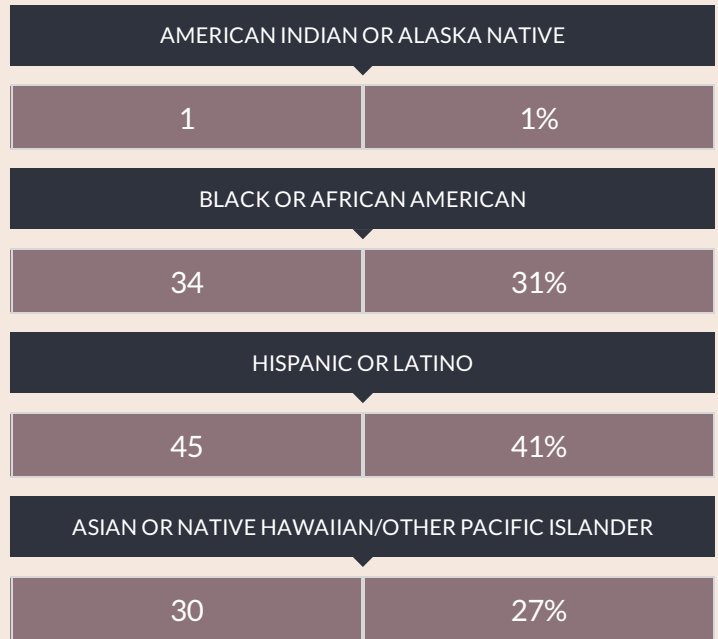 AMERICAN INDIAN OR ALASKA NATIVE
1 1%
BLACK OR AFRICAN AMERICAN
34 31%
HISPANIC OR LATINO
45 41%
ASIAN OR NATIVE HAWAIIAN/OTHER PACIFIC ISLANDER
30 27%